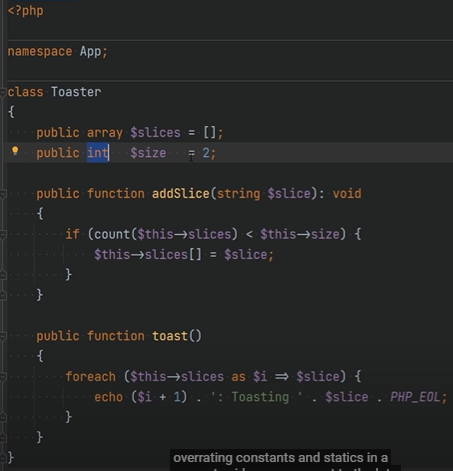 <?php
namespace App;
class Toaster
{
public array $slices = [];
public int $size = 2;
public function addSlice(string $slice): void
{
if (count($this->slices) < $this->size) {
$this->slices[] = $slice;
}
}
public function toast()
{
foreach ($this->slices as $i => $slice) {
echo ($i + 1) . ': Toasting ' . $slice . PHP_EOL;
}
}
}
overrating constants and statics in a